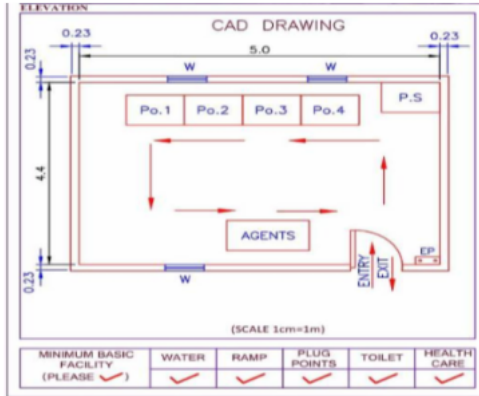 ELEVATION
CAD DRAWING
0.23
5.0
0.23
0.23
W
W
P.S
Po.1
Po.2
Po.3
Po.4
4.4
AGENTS
EP
ENTRY
EXIT
0.23
W
(SCALE 1cm=1m)
MINIMUM BASIC FACILITY (PLEASE ✓)
WATER
RAMP
PLUG POINTS
TOILET
HEALTH CARE
✓ ✓ ✓ ✓ ✓